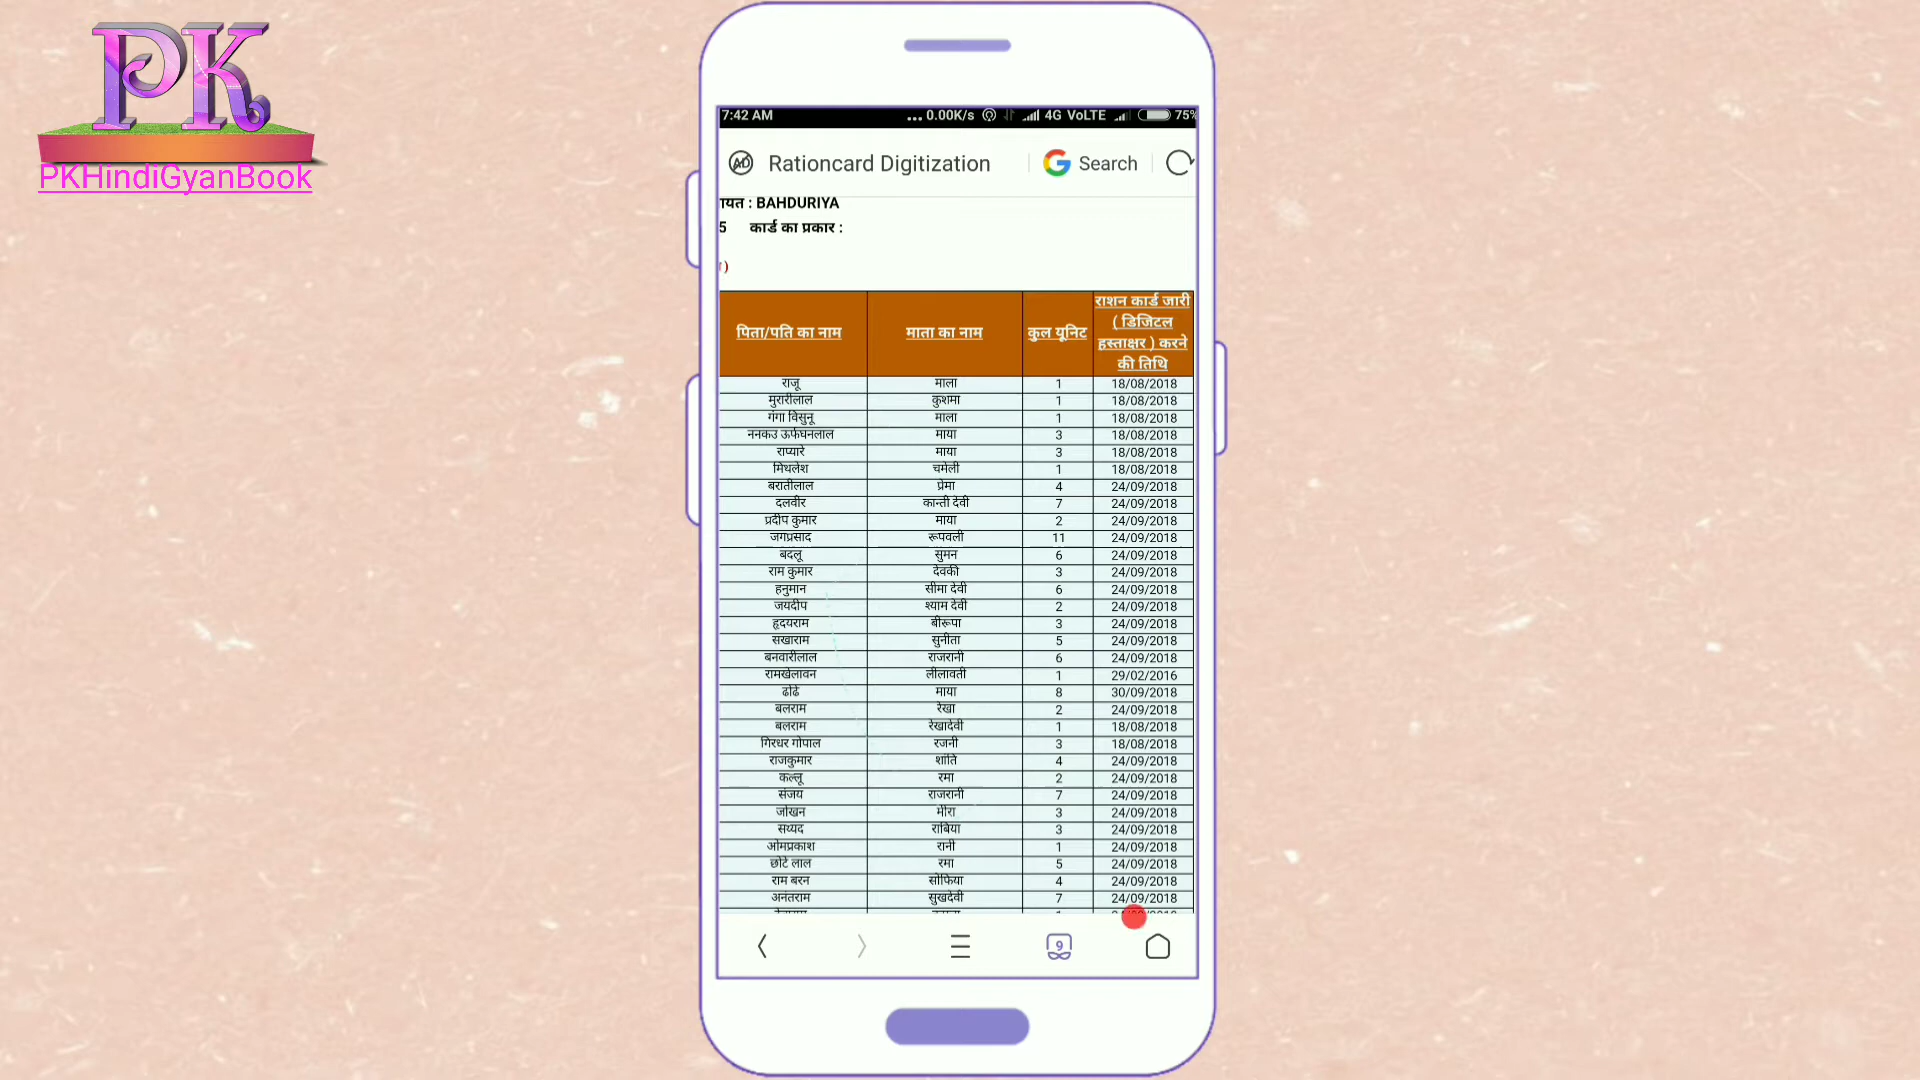 PK
PKHindiGyanBook
7:42 AM ... 0.00K/s 4G VoLTE 75%
Rationcard Digitization Search
ायत : BAHDURIYA
5 कार्ड का प्रकार :
)
पिता/पति का नाम माता का नाम कुल यूनिट राशन कार्ड जारी ( डिजिटल हस्ताक्षर ) करने की तिथि
राजू माला 1 18/08/2018
मुरारीलाल कुशमा 1 18/08/2018
गंगा विसुनू माला 1 18/08/2018
ननकउ ऊर्फघनलाल माया 3 18/08/2018
राप्यारे माया 3 18/08/2018
मिथलेश चमेली 1 18/08/2018
बरातीलाल प्रेमा 4 24/09/2018
दलवीर कान्ती देवी 7 24/09/2018
प्रदीप कुमार माया 2 24/09/2018
जगप्रसाद रूपवली 11 24/09/2018
बदलू सुमन 6 24/09/2018
राम कुमार देवकी 3 24/09/2018
हनुमान सीमा देवी 6 24/09/2018
जयदीप श्याम देवी 2 24/09/2018
हृदयराम बीरूपा 3 24/09/2018
सखाराम सुनीता 5 24/09/2018
बनवारीलाल राजरानी 6 24/09/2018
रामखेलावन लीलावती 1 29/02/2016
ढोढे माया 8 30/09/2018
बलराम रेखा 2 24/09/2018
बलराम रेखादेवी 1 18/08/2018
गिरधर गोपाल रजनी 3 18/08/2018
राजकुमार शांति 4 24/09/2018
कल्लू रमा 2 24/09/2018
संजय राजरानी 7 24/09/2018
जोखन मीरा 3 24/09/2018
सय्यद राबिया 3 24/09/2018
ओमप्रकाश रानी 1 24/09/2018
छोटे लाल रमा 5 24/09/2018
राम बरन सोफिया 4 24/09/2018
अनंतराम सुखदेवी 7 24/09/2018
9